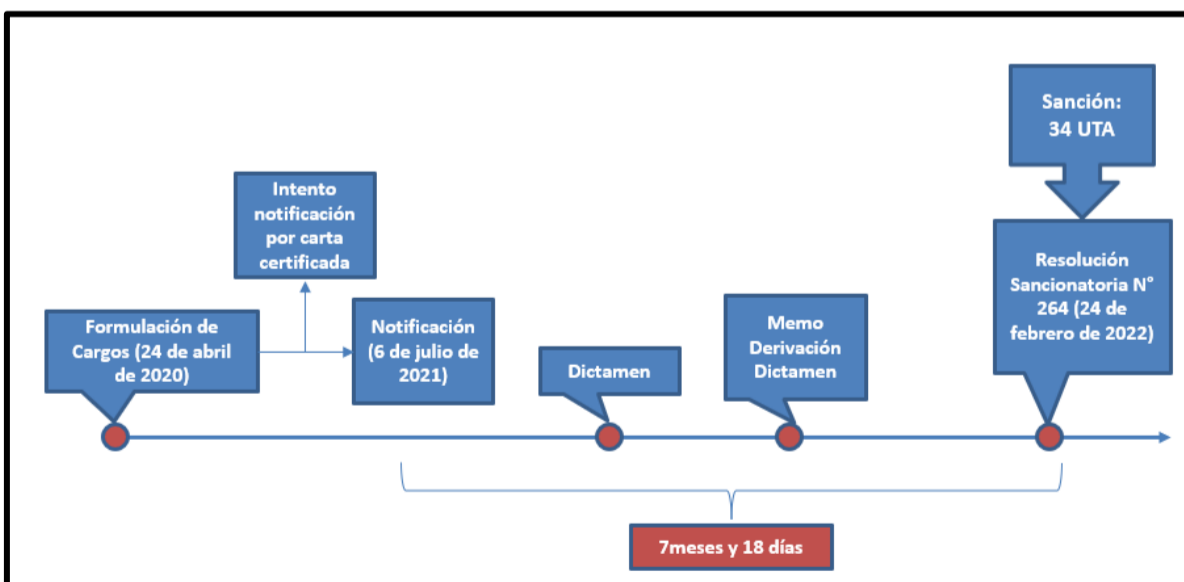 Formulación de
Cargos (24 de abril
de 2020)
Intento
notificación
por carta
certificada
Notificación
(6 de julio de
2021)
Dictamen
Memo
Derivación
Dictamen
Sanción:
34 UTA
Resolución
Sancionatoria N°
264 (24 de
febrero de 2022)
7meses y 18 días